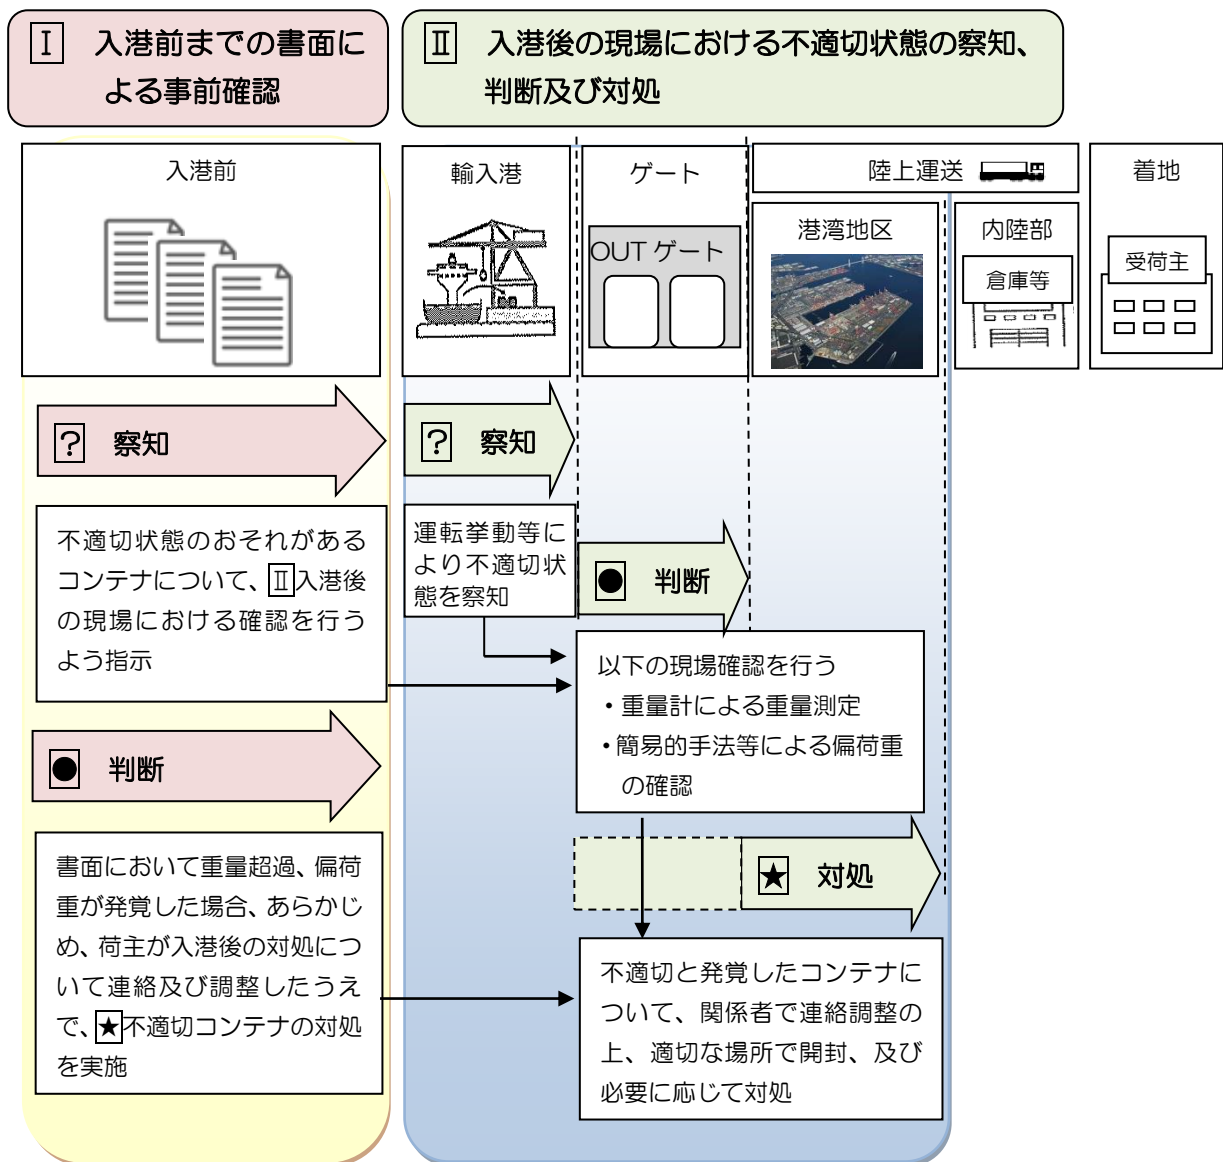 Ⅰ 入港前までの書面に
よる事前確認
Ⅱ 入港後の現場における不適切状態の察知、
判断及び対処
入港前
輸入港
ゲート
OUT ゲート
陸上運送
港湾地区
内陸部
倉庫等
着地
受荷主
? 察知
? 察知
不適切状態のおそれがある
コンテナについて、Ⅱ入港後
の現場における確認を行う
よう指示
運転挙動等に
より不適切状
態を察知
● 判断
以下の現場確認を行う
・重量計による重量測定
・簡易的手法等による偏荷重
の確認
● 判断
書面において重量超過、偏荷
重が発覚した場合、あらかじ
め、荷主が入港後の対処につ
いて連絡及び調整したうえ
で、★不適切コンテナの対処
を実施
★ 対処
不適切と発覚したコンテナに
ついて、関係者で連絡調整の
上、適切な場所で開封、及び
必要に応じて対処